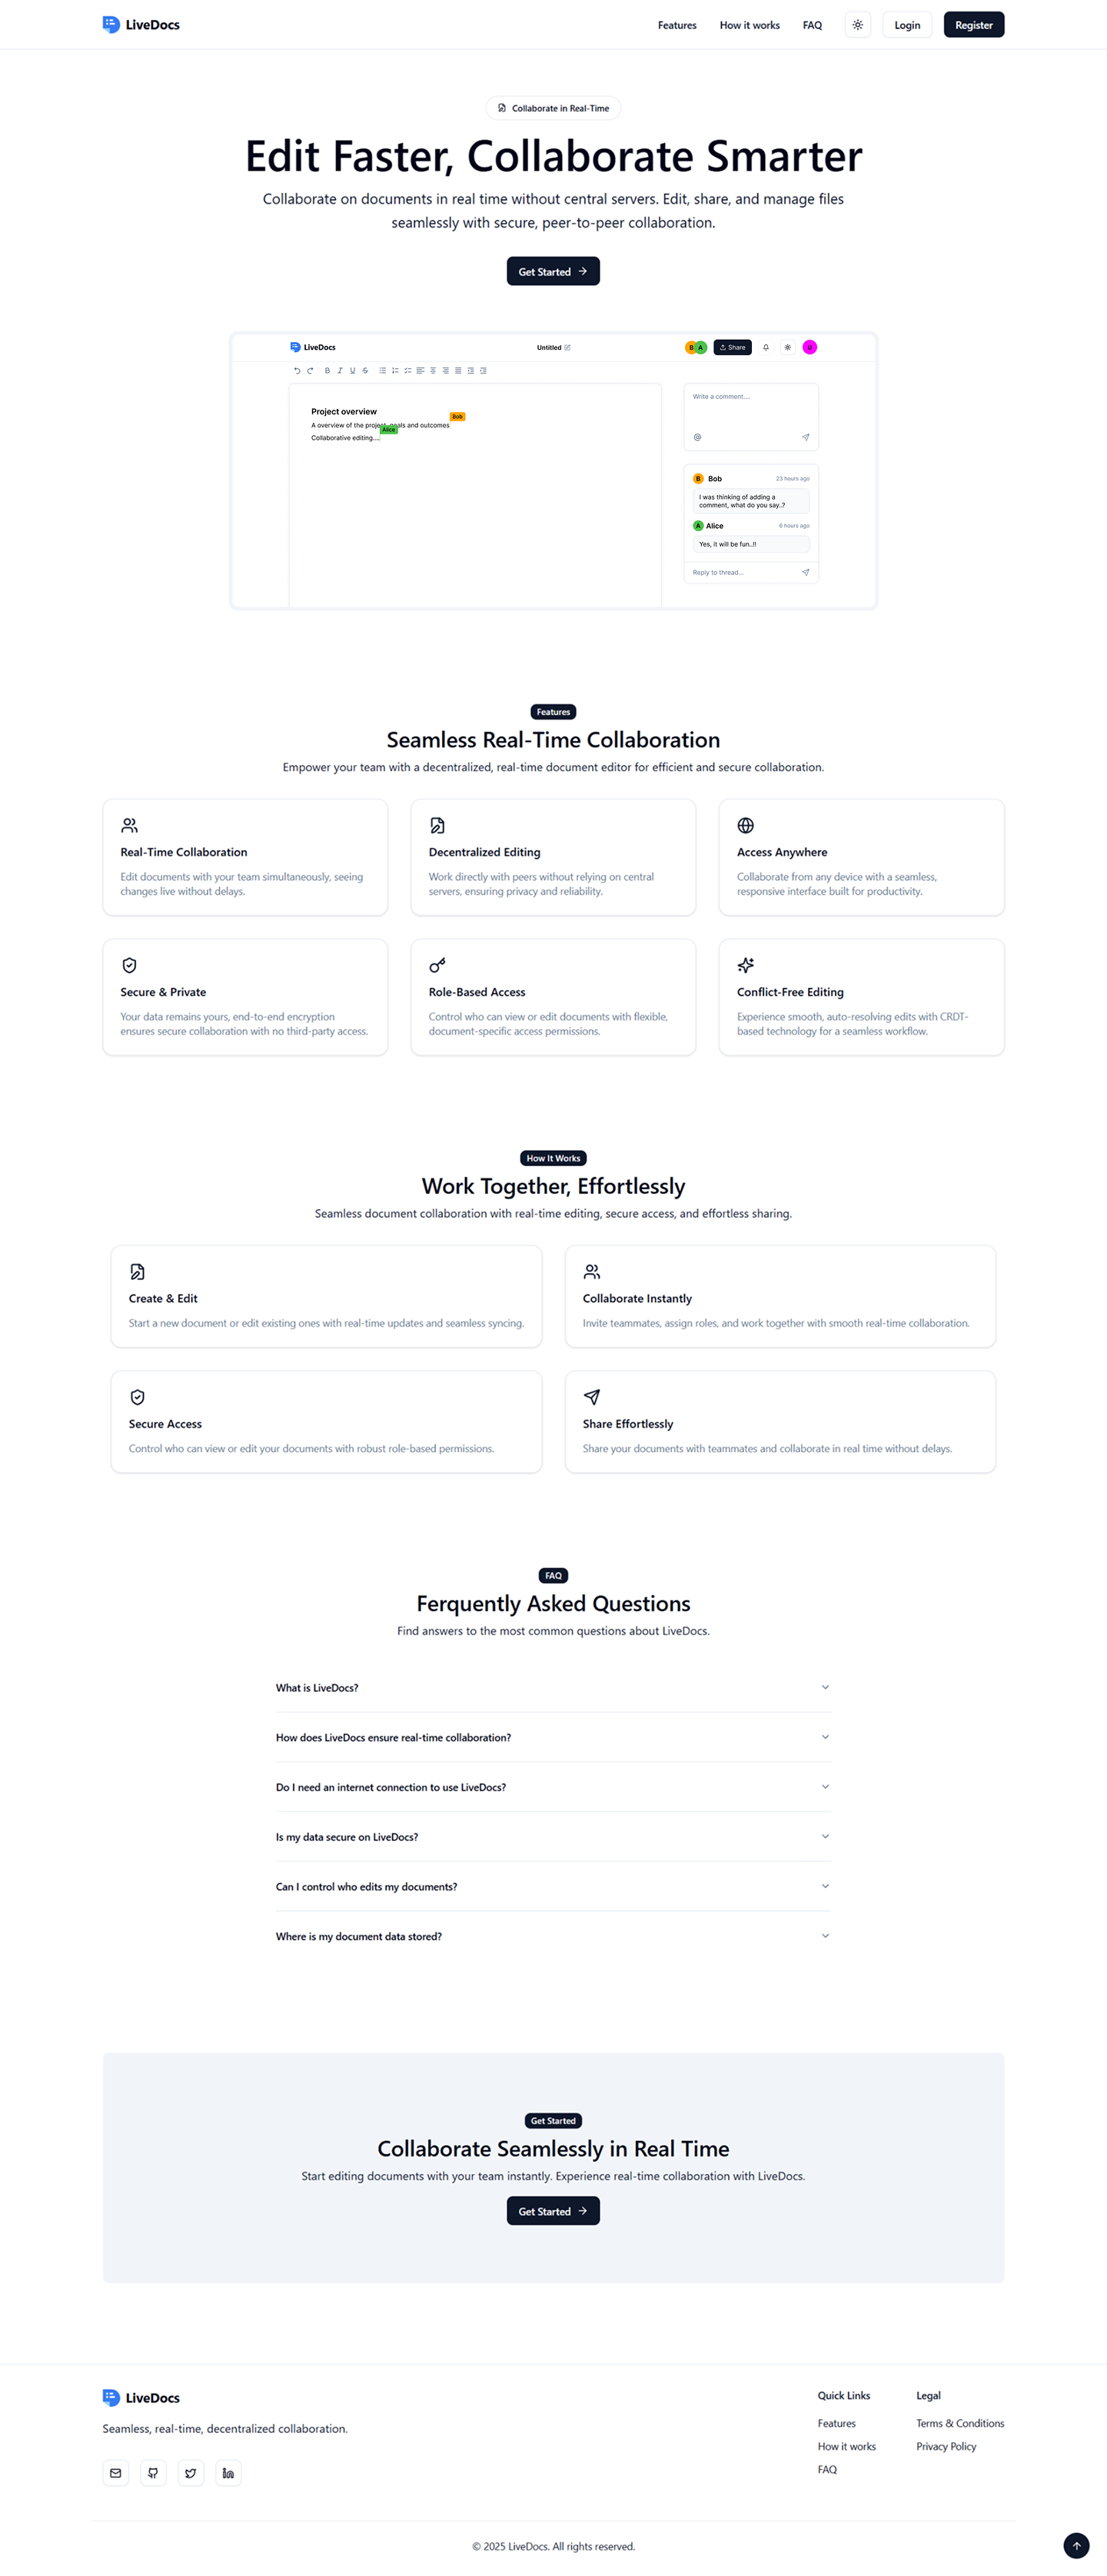 LiveDocs
Features
How it works
FAQ
Login
Register
Collaborate in Real-Time
Edit Faster, Collaborate Smarter
Collaborate on documents in real time without central servers. Edit, share, and manage files
seamlessly with secure, peer-to-peer collaboration.
Get Started
LiveDocs
Untitled
B A
Share
U
B I U S
Project overview
Bob
A overview of the project, goals and outcomes
Alice
Collaborative editing....
Write a comment....
@
B Bob 23 hours ago
I was thinking of adding a
comment, what do you say..?
A Alice 6 hours ago
Yes, it will be fun..!!
Reply to thread...
Features
Seamless Real-Time Collaboration
Empower your team with a decentralized, real-time document editor for efficient and secure collaboration.
Real-Time Collaboration
Edit documents with your team simultaneously, seeing
changes live without delays.
Decentralized Editing
Work directly with peers without relying on central
servers, ensuring privacy and reliability.
Access Anywhere
Collaborate from any device with a seamless,
responsive interface built for productivity.
Secure & Private
Your data remains yours, end-to-end encryption
ensures secure collaboration with no third-party access.
Role-Based Access
Control who can view or edit documents with flexible,
document-specific access permissions.
Conflict-Free Editing
Experience smooth, auto-resolving edits with CRDT-
based technology for a seamless workflow.
How It Works
Work Together, Effortlessly
Seamless document collaboration with real-time editing, secure access, and effortless sharing.
Create & Edit
Start a new document or edit existing ones with real-time updates and seamless syncing.
Collaborate Instantly
Invite teammates, assign roles, and work together with smooth real-time collaboration.
Secure Access
Control who can view or edit your documents with robust role-based permissions.
Share Effortlessly
Share your documents with teammates and collaborate in real time without delays.
FAQ
Ferquently Asked Questions
Find answers to the most common questions about LiveDocs.
What is LiveDocs?
How does LiveDocs ensure real-time collaboration?
Do I need an internet connection to use LiveDocs?
Is my data secure on LiveDocs?
Can I control who edits my documents?
Where is my document data stored?
Get Started
Collaborate Seamlessly in Real Time
Start editing documents with your team instantly. Experience real-time collaboration with LiveDocs.
Get Started
LiveDocs
Seamless, real-time, decentralized collaboration.
Quick Links
Features
How it works
FAQ
Legal
Terms & Conditions
Privacy Policy
© 2025 LiveDocs. All rights reserved.